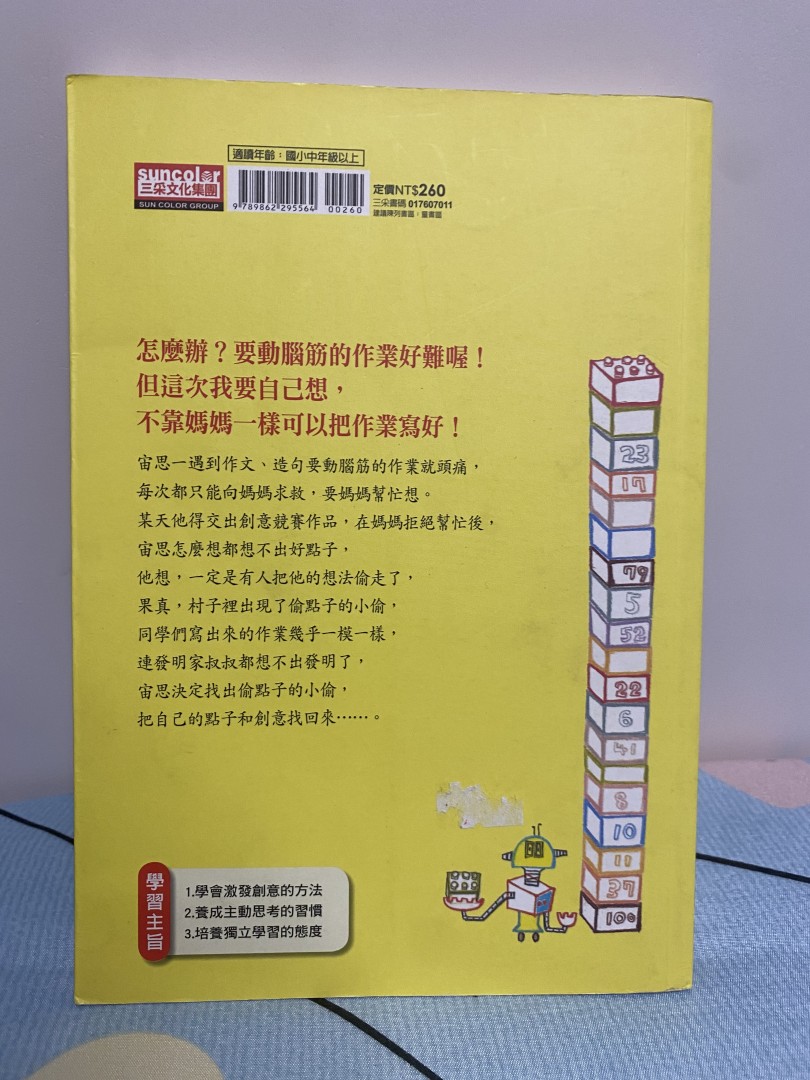 適讀年齡：國小中年級以上
suncolor
三采文化集團
SUN COLOR GROUP
9 789862 295564
00260
定價NT$260
三采書碼 017607011
建議陳列書區：童書區
怎麼辦？要動腦筋的作業好難喔！
但這次我要自己想，
不靠媽媽一樣可以把作業寫好！
宙思一遇到作文、造句要動腦筋的作業就頭痛，
每次都只能向媽媽求救，要媽媽幫忙想。
某天他得交出創意競賽作品，在媽媽拒絕幫忙後，
宙思怎麼想都想不出好點子，
他想，一定是有人把他的想法偷走了，
果真，村子裡出現了偷點子的小偷，
同學們寫出來的作業幾乎一模一樣，
連發明家叔叔都想不出發明了，
宙思決定找出偷點子的小偷，
把自己的點子和創意找回來……。
23
17
79
5
52
22
6
41
8
10
11
37
100
學習主旨
1.學會激發創意的方法
2.養成主動思考的習慣
3.培養獨立學習的態度